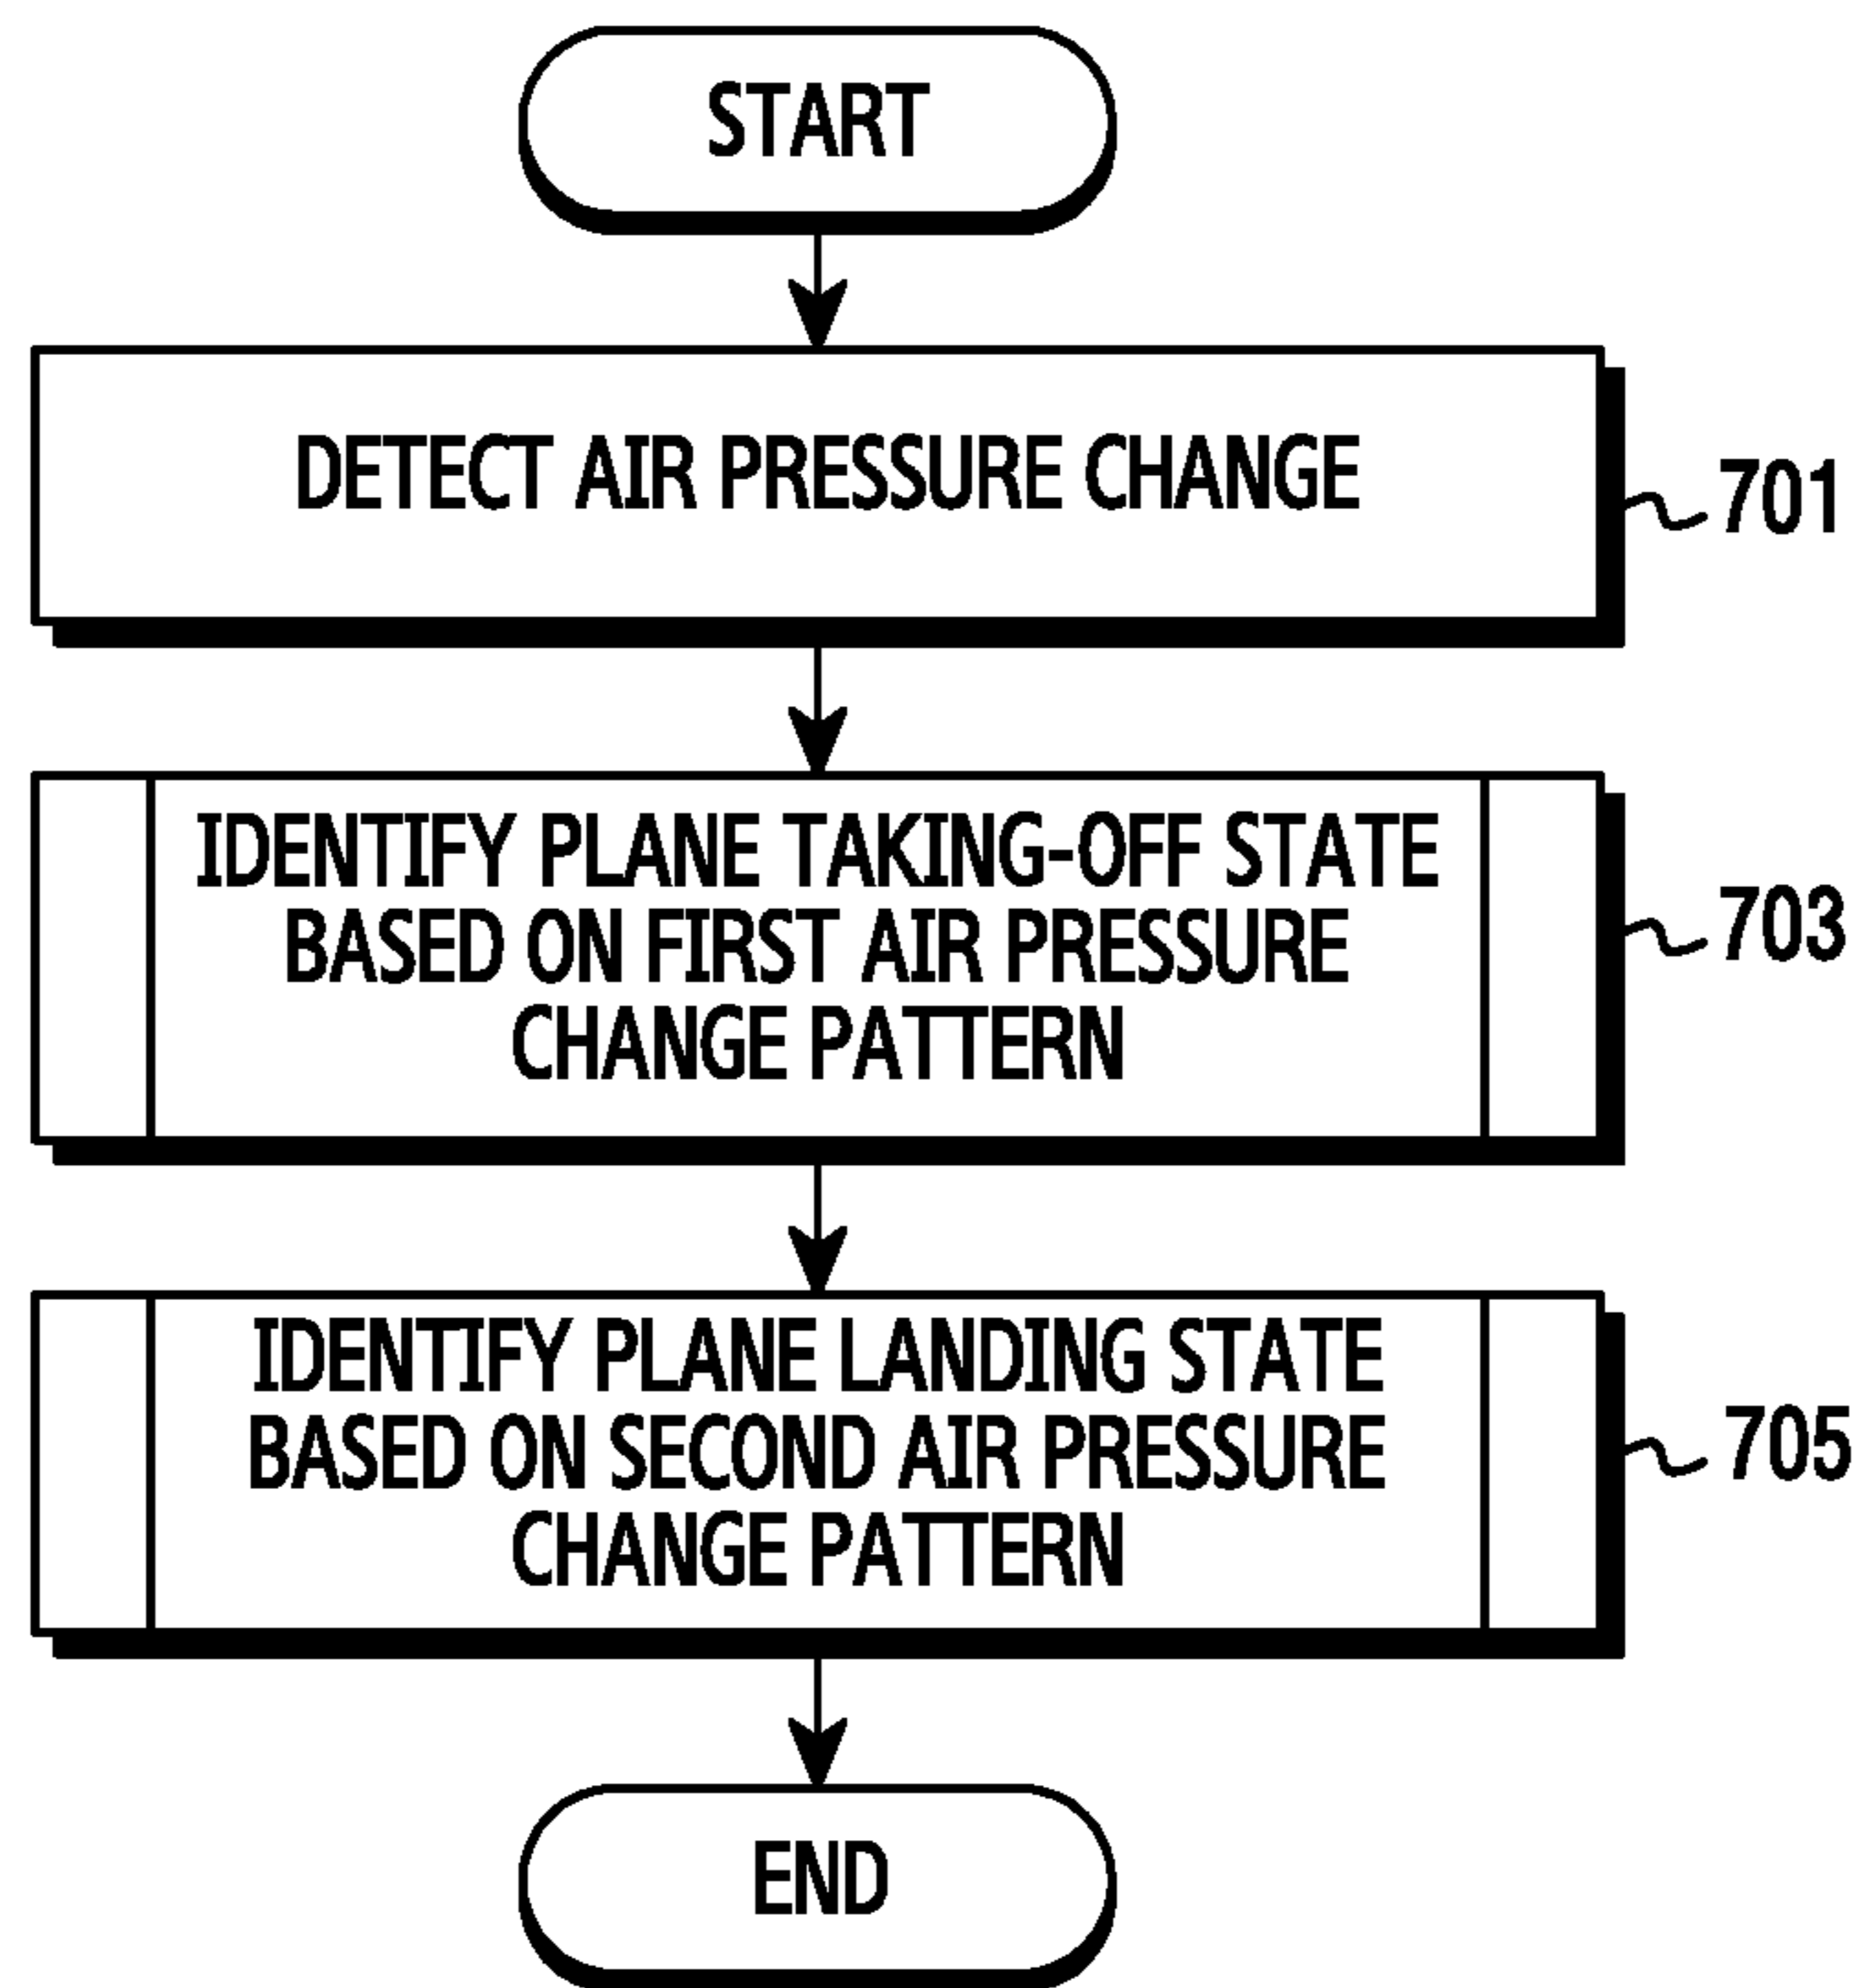 START
DETECT AIR PRESSURE CHANGE
701
IDENTIFY PLANE TAKING-OFF STATE
BASED ON FIRST AIR PRESSURE
CHANGE PATTERN
703
IDENTIFY PLANE LANDING STATE
BASED ON SECOND AIR PRESSURE
CHANGE PATTERN
705
END